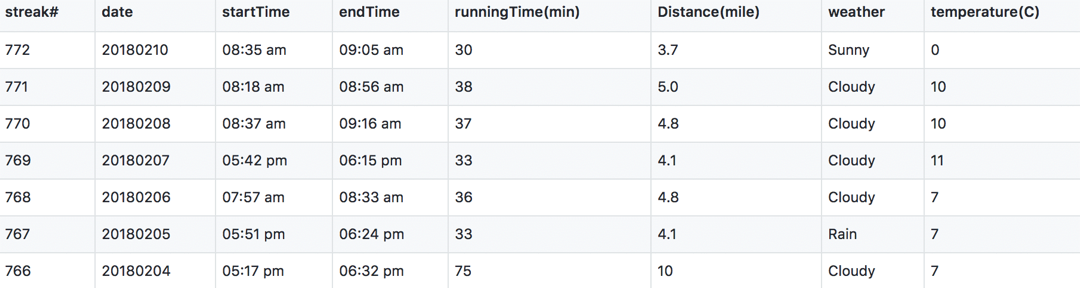 streak# date startTime endTime runningTime(min) Distance(mile) weather temperature(C)
772 20180210 08:35 am 09:05 am 30 3.7 Sunny 0
771 20180209 08:18 am 08:56 am 38 5.0 Cloudy 10
770 20180208 08:37 am 09:16 am 37 4.8 Cloudy 10
769 20180207 05:42 pm 06:15 pm 33 4.1 Cloudy 11
768 20180206 07:57 am 08:33 am 36 4.8 Cloudy 7
767 20180205 05:51 pm 06:24 pm 33 4.1 Rain 7
766 20180204 05:17 pm 06:32 pm 75 10 Cloudy 7